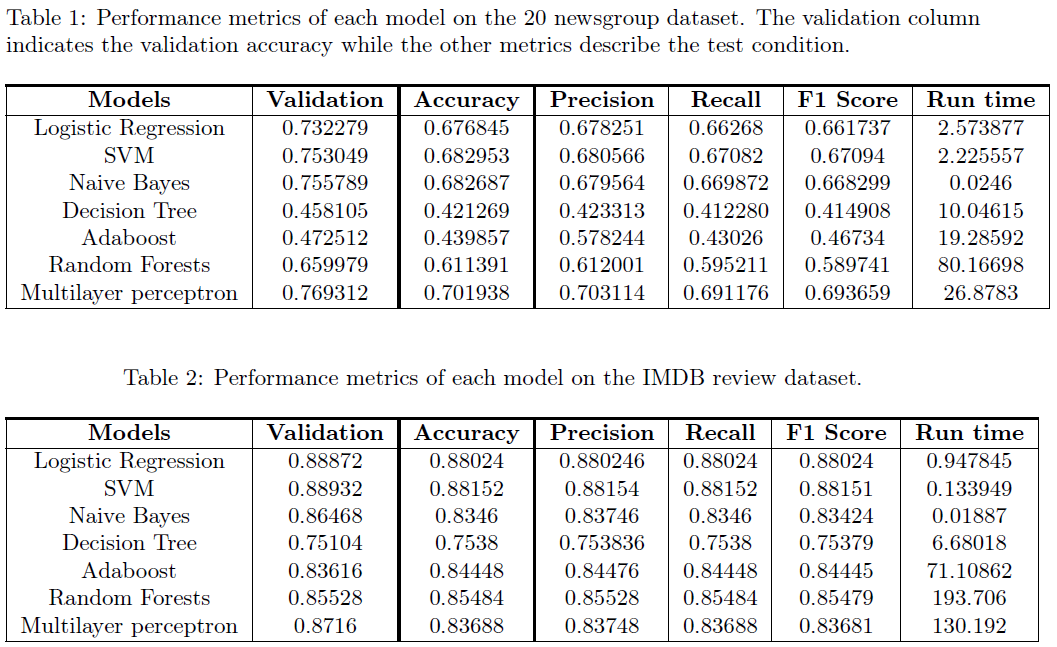 Table 1: Performance metrics of each model on the 20 newsgroup dataset. The validation column
indicates the validation accuracy while the other metrics describe the test condition.
Models Validation Accuracy Precision Recall F1 Score Run time
Logistic Regression 0.732279 0.676845 0.678251 0.66268 0.661737 2.573877
SVM 0.753049 0.682953 0.680566 0.67082 0.67094 2.225557
Naive Bayes 0.755789 0.682687 0.679564 0.669872 0.668299 0.0246
Decision Tree 0.458105 0.421269 0.423313 0.412280 0.414908 10.04615
Adaboost 0.472512 0.439857 0.578244 0.43026 0.46734 19.28592
Random Forests 0.659979 0.611391 0.612001 0.595211 0.589741 80.16698
Multilayer perceptron 0.769312 0.701938 0.703114 0.691176 0.693659 26.8783
Table 2: Performance metrics of each model on the IMDB review dataset.
Models Validation Accuracy Precision Recall F1 Score Run time
Logistic Regression 0.88872 0.88024 0.880246 0.88024 0.88024 0.947845
SVM 0.88932 0.88152 0.88154 0.88152 0.88151 0.133949
Naive Bayes 0.86468 0.8346 0.83746 0.8346 0.83424 0.01887
Decision Tree 0.75104 0.7538 0.753836 0.7538 0.75379 6.68018
Adaboost 0.83616 0.84448 0.84476 0.84448 0.84445 71.10862
Random Forests 0.85528 0.85484 0.85528 0.85484 0.85479 193.706
Multilayer perceptron 0.8716 0.83688 0.83748 0.83688 0.83681 130.192